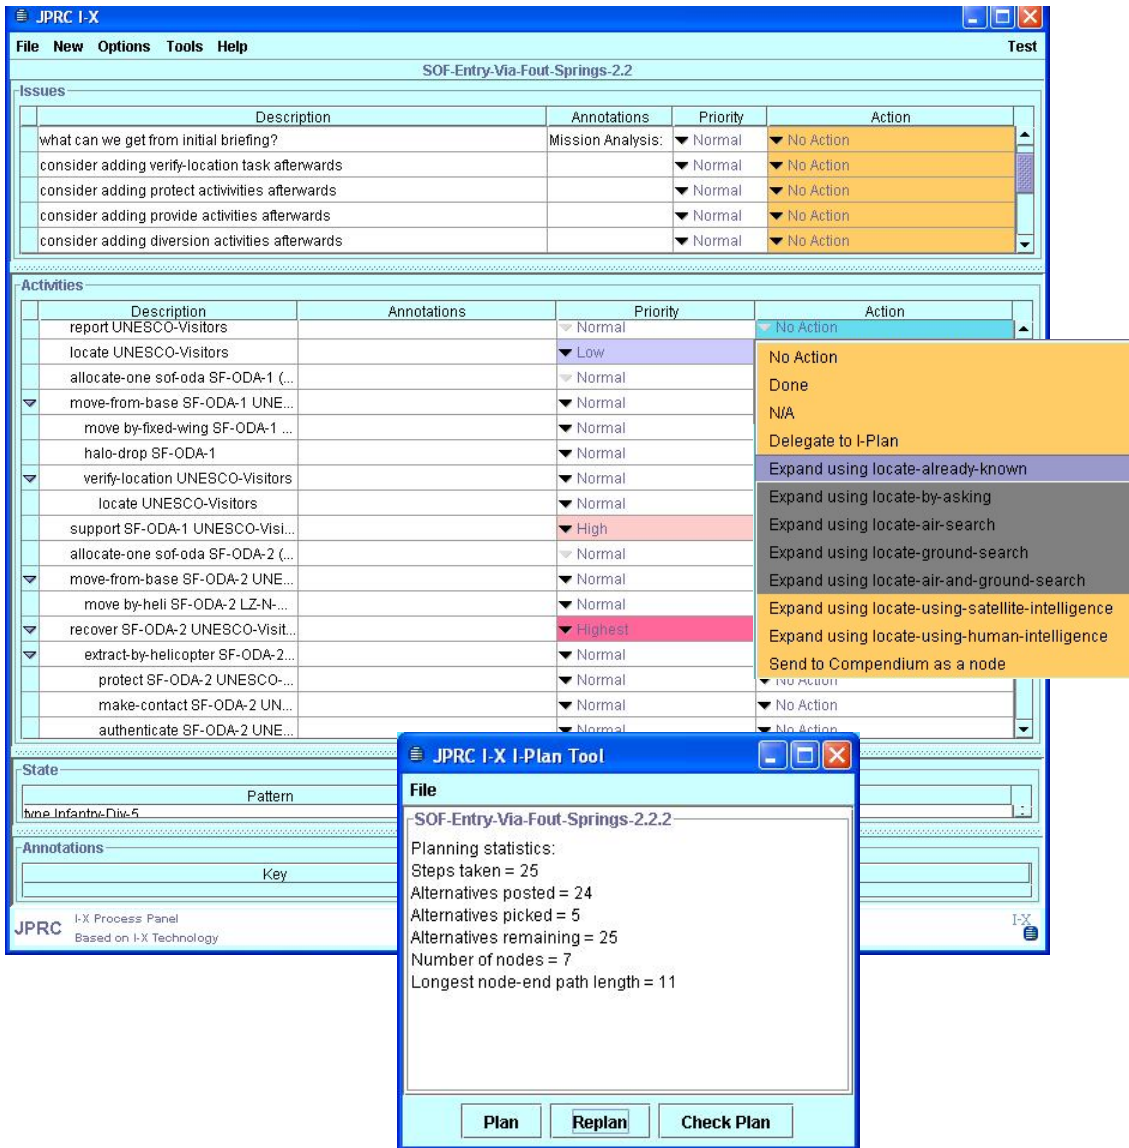 JPRC I-X
File New Options Tools Help Test
SOF-Entry-Via-Fout-Springs-2.2
Issues
Description Annotations Priority Action
what can we get from initial briefing? Mission Analysis: Normal No Action
consider adding verify-location task afterwards Normal No Action
consider adding protect activivities afterwards Normal No Action
consider adding provide activities afterwards Normal No Action
consider adding diversion activities afterwards Normal No Action
Activities
Description Annotations Priority Action
report UNESCO-Visitors Normal No Action
locate UNESCO-Visitors Low
allocate-one sof-oda SF-ODA-1 (... Normal
move-from-base SF-ODA-1 UNE... Normal
move by-fixed-wing SF-ODA-1 ... Normal
halo-drop SF-ODA-1 Normal
verify-location UNESCO-Visitors Normal
locate UNESCO-Visitors Normal
support SF-ODA-1 UNESCO-Visi... High
allocate-one sof-oda SF-ODA-2 (... Normal
move-from-base SF-ODA-2 UNE... Normal
move by-heli SF-ODA-2 LZ-N-... Normal
recover SF-ODA-2 UNESCO-Visit... Highest
extract-by-helicopter SF-ODA-2... Normal
protect SF-ODA-2 UNESCO-... Normal No Action
make-contact SF-ODA-2 UN... Normal No Action
authenticate SF-ODA-2 UNE... Normal No Action
No Action
Done
N/A
Delegate to I-Plan
Expand using locate-already-known
Expand using locate-by-asking
Expand using locate-air-search
Expand using locate-ground-search
Expand using locate-air-and-ground-search
Expand using locate-using-satellite-intelligence
Expand using locate-using-human-intelligence
Send to Compendium as a node
State
Pattern
type Infantry-Div-5
Annotations
Key
JPRC I-X Process Panel
Based on I-X Technology
I-X
JPRC I-X I-Plan Tool
File
SOF-Entry-Via-Fout-Springs-2.2.2
Planning statistics:
Steps taken = 25
Alternatives posted = 24
Alternatives picked = 5
Alternatives remaining = 25
Number of nodes = 7
Longest node-end path length = 11
Plan Replan Check Plan